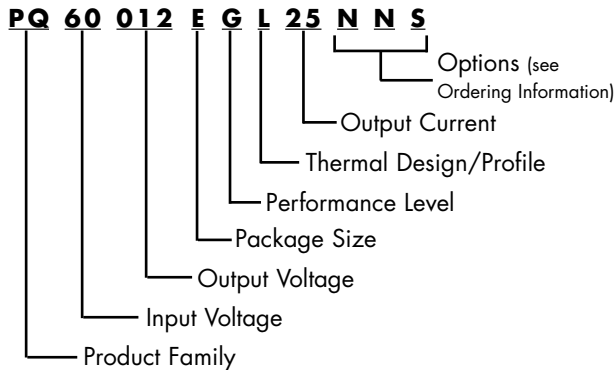 PQ 60 012 E G L 25 N N S
Options (see
Ordering Information)
Output Current
Thermal Design/Profile
Performance Level
Package Size
Output Voltage
Input Voltage
Product Family